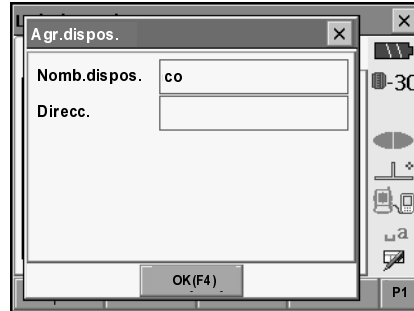 Agr.dispos.
Nomb.dispos. co
Direcc.
-30
␣a
OK(F4)
P1